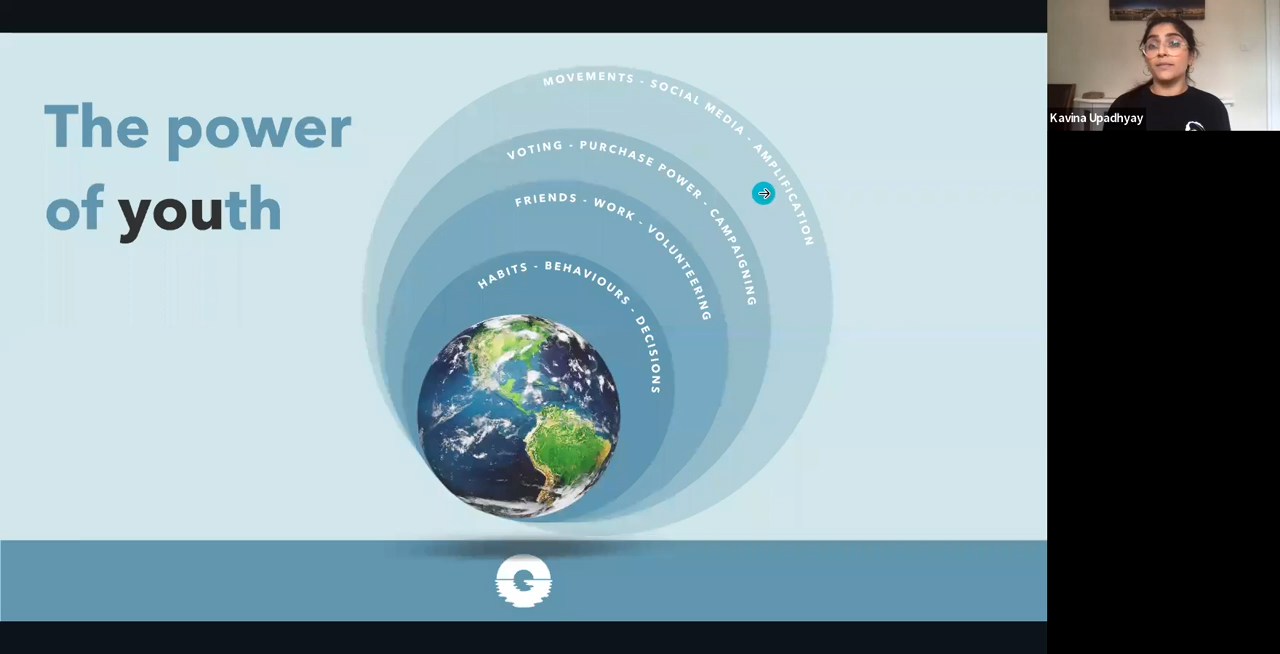 The power
of youth
MOVEMENTS - SOCIAL MEDIA - AMPLIFICATION
VOTING - PURCHASE POWER - CAMPAIGNING
FRIENDS - WORK - VOLUNTEERING
HABITS - BEHAVIOURS - DECISIONS
Kavina Upadhyay